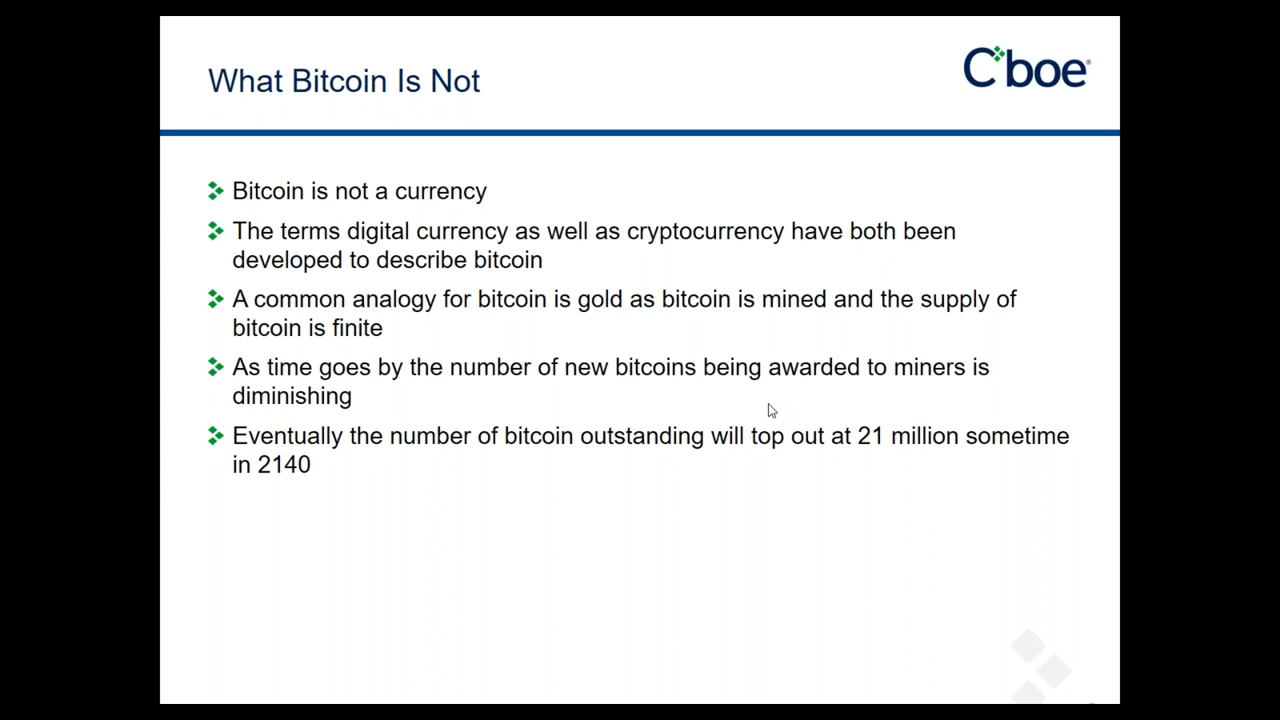 What Bitcoin Is Not
Cboe®
Bitcoin is not a currency
The terms digital currency as well as cryptocurrency have both been
developed to describe bitcoin
A common analogy for bitcoin is gold as bitcoin is mined and the supply of
bitcoin is finite
As time goes by the number of new bitcoins being awarded to miners is
diminishing
Eventually the number of bitcoin outstanding will top out at 21 million sometime
in 2140